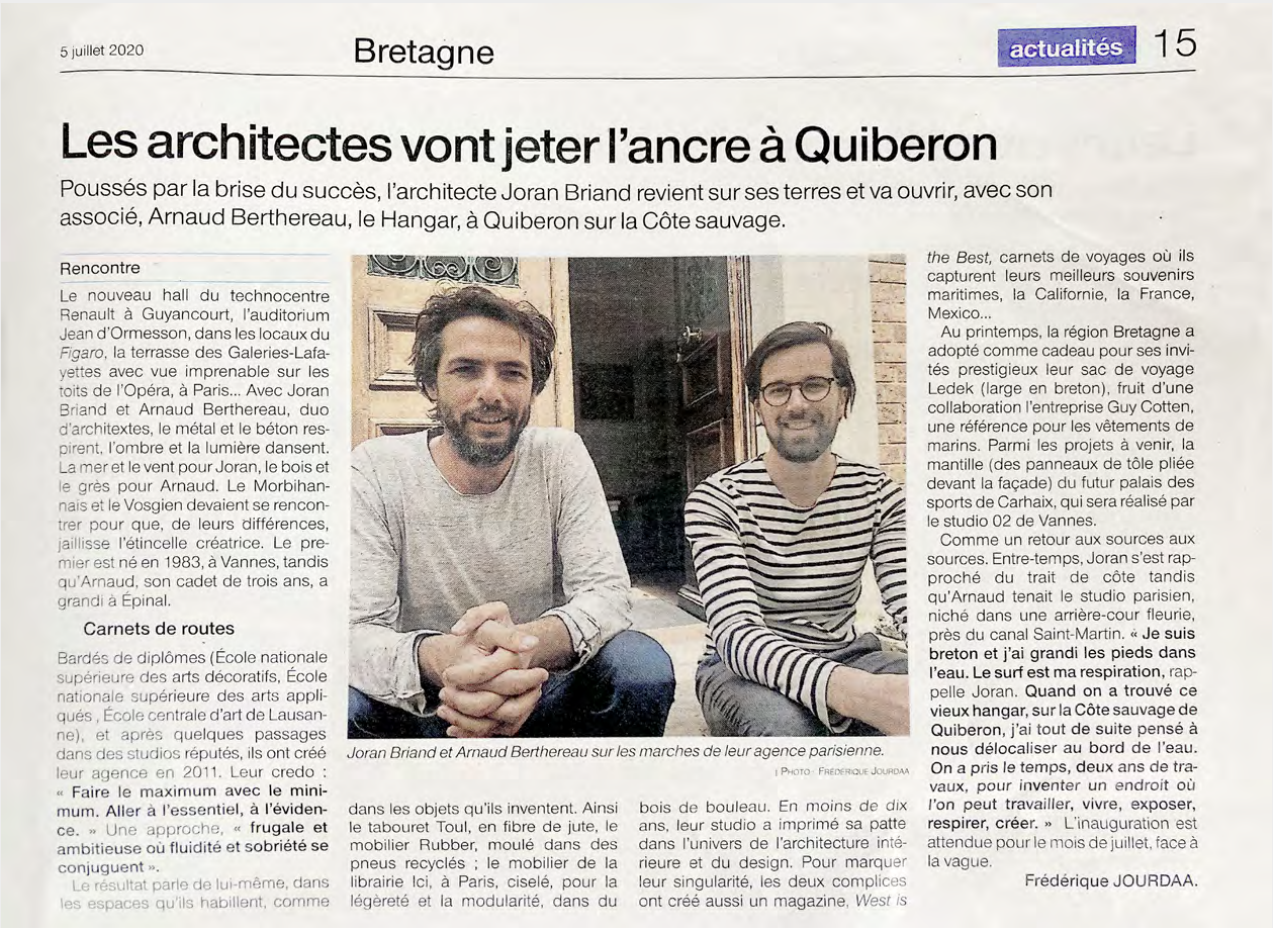 5 juillet 2020
Bretagne
actualités
15
Les architectes vont jeter l'ancre à Quiberon
Poussés par la brise du succès, l'architecte Joran Briand revient sur ses terres et va ouvrir, avec son
associé, Arnaud Berthereau, le Hangar, à Quiberon sur la Côte sauvage.
Rencontre
Le nouveau hall du technocentre
Renault à Guyancourt, l'auditorium
Jean d'Ormesson, dans les locaux du
Figaro, la terrasse des Galeries-Lafa-
yettes avec vue imprenable sur les
toits de l'Opéra, à Paris... Avec Joran
Briand et Arnaud Berthereau, duo
d'architextes, le métal et le béton res-
pirent, l'ombre et la lumière dansent.
La mer et le vent pour Joran, le bois et
le grès pour Arnaud. Le Morbihan-
nais et le Vosgien devaient se rencon-
trer pour que, de leurs différences,
jaillisse l'étincelle créatrice. Le pre-
mier est né en 1983, à Vannes, tandis
qu'Arnaud, son cadet de trois ans, a
grandi à Épinal.
Carnets de routes
Bardés de diplômes (École nationale
supérieure des arts décoratifs, École
nationale supérieure des arts appli-
qués , École centrale d'art de Lausan-
ne), et après quelques passages
dans des studios réputés, ils ont créé
leur agence en 2011. Leur credo :
« Faire le maximum avec le mini-
mum. Aller à l'essentiel, à l'éviden-
ce. » Une approche, « frugale et
ambitieuse où fluidité et sobriété se
conjuguent ».
Le résultat parle de lui-même, dans
les espaces qu'ils habillent, comme
Joran Briand et Arnaud Berthereau sur les marches de leur agence parisienne.
| PHOTO : FRÉDÉRIQUE JOURDAA
dans les objets qu'ils inventent. Ainsi
le tabouret Toul, en fibre de jute, le
mobilier Rubber, moulé dans des
pneus recyclés ; le mobilier de la
librairie Ici, à Paris, ciselé, pour la
légèreté et la modularité, dans du
bois de bouleau. En moins de dix
ans, leur studio a imprimé sa patte
dans l'univers de l'architecture inté-
rieure et du design. Pour marquer
leur singularité, les deux complices
ont créé aussi un magazine, West is
the Best, carnets de voyages où ils
capturent leurs meilleurs souvenirs
maritimes, la Californie, la France,
Mexico...
Au printemps, la région Bretagne a
adopté comme cadeau pour ses invi-
tés prestigieux leur sac de voyage
Ledek (large en breton), fruit d'une
collaboration l'entreprise Guy Cotten,
une référence pour les vêtements de
marins. Parmi les projets à venir, la
mantille (des panneaux de tôle pliée
devant la façade) du futur palais des
sports de Carhaix, qui sera réalisé par
le studio 02 de Vannes.
Comme un retour aux sources aux
sources. Entre-temps, Joran s'est rap-
proché du trait de côte tandis
qu'Arnaud tenait le studio parisien,
niché dans une arrière-cour fleurie,
près du canal Saint-Martin. « Je suis
breton et j'ai grandi les pieds dans
l'eau. Le surf est ma respiration, rap-
pelle Joran. Quand on a trouvé ce
vieux hangar, sur la Côte sauvage de
Quiberon, j'ai tout de suite pensé à
nous délocaliser au bord de l'eau.
On a pris le temps, deux ans de tra-
vaux, pour inventer un endroit où
l'on peut travailler, vivre, exposer,
respirer, créer. » L'inauguration est
attendue pour le mois de juillet, face à
la vague.
Frédérique JOURDAA.